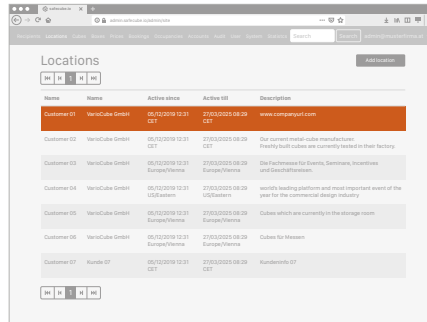 Search
Search
Locations
Add location
1
Name Name Active since Active till Description
Customer 01 VarioCube GmbH 05/12/2019 12:31 CET 27/03/2025 08:29 CET www.companyurl.com
Customer 02 VarioCube GmbH 05/12/2019 12:31 CET 27/03/2025 08:29 CET Our current metal-cube manufactures
Freshly built cubes are currently tested in their factory.
Customer 03 VarioCube GmbH 05/12/2019 12:31 Europe/Vienna 27/03/2025 08:29 Europe/Vienna Die Fachmesse für Events, Seminare, Incentives
und Geschäftsreisen.
Customer 04 VarioCube GmbH 05/12/2019 12:31 US/Eastern 27/03/2025 08:29 US/Eastern world's leading platform and most important event of the
year for the commercial design industry
Customer 05 VarioCube GmbH 05/12/2019 12:31 Europe/Vienna 27/03/2025 08:29 Europe/Vienna Cubes which are currently in the storage room
Customer 06 VarioCube GmbH 05/12/2019 12:31 Europe/Vienna 27/03/2025 08:29 Europe/Vienna Cubes für Messen
Customer 07 Kunde 07 05/12/2019 12:31 CET 27/03/2025 08:29 CET Kundeninfo 07
1